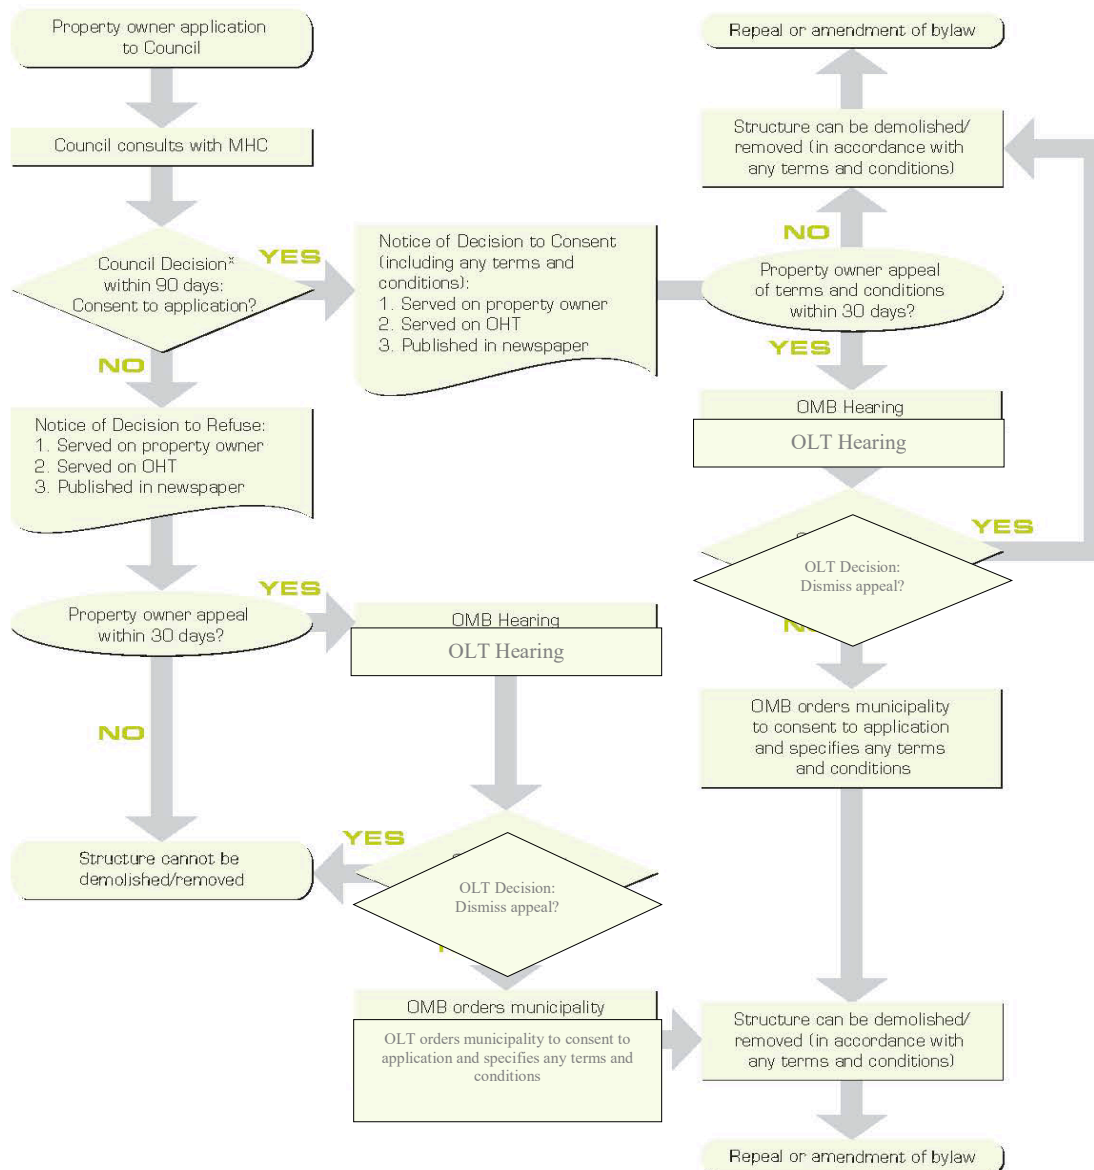 Property owner application
to Council
Council consults with MHC
Council Decision*
within 90 days:
Consent to application?
YES
NO
Notice of Decision to Consent
(including any terms and
conditions):
1. Served on property owner
2. Served on OHT
3. Published in newspaper
Notice of Decision to Refuse:
1. Served on property owner
2. Served on OHT
3. Published in newspaper
Property owner appeal
within 30 days?
YES
NO
OMB Hearing
OLT Hearing
Structure cannot be
demolished/removed
YES
OLT Decision:
Dismiss appeal?
OMB orders municipality
OLT orders municipality to consent to
application and specifies any terms and
conditions
Repeal or amendment of bylaw
Structure can be demolished/
removed (in accordance with
any terms and conditions)
NO
Property owner appeal
of terms and conditions
within 30 days?
YES
OMB Hearing
OLT Hearing
YES
OLT Decision:
Dismiss appeal?
OMB orders municipality
to consent to application
and specifies any terms
and conditions
Structure can be demolished/
removed (in accordance with
any terms and conditions)
Repeal or amendment of bylaw